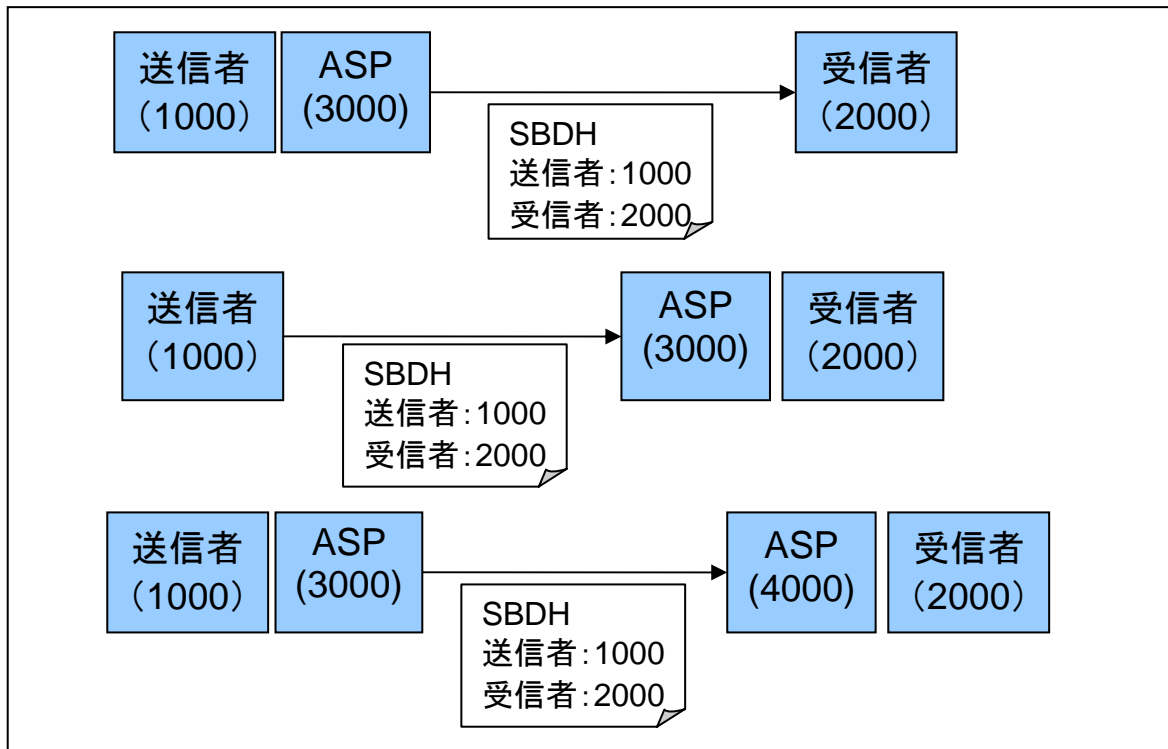 送信者
（1000）
ASP
(3000)
受信者
（2000）
SBDH
送信者：1000
受信者：2000
送信者
（1000）
ASP
(3000)
受信者
（2000）
SBDH
送信者：1000
受信者：2000
送信者
（1000）
ASP
(3000)
ASP
(4000)
受信者
（2000）
SBDH
送信者：1000
受信者：2000